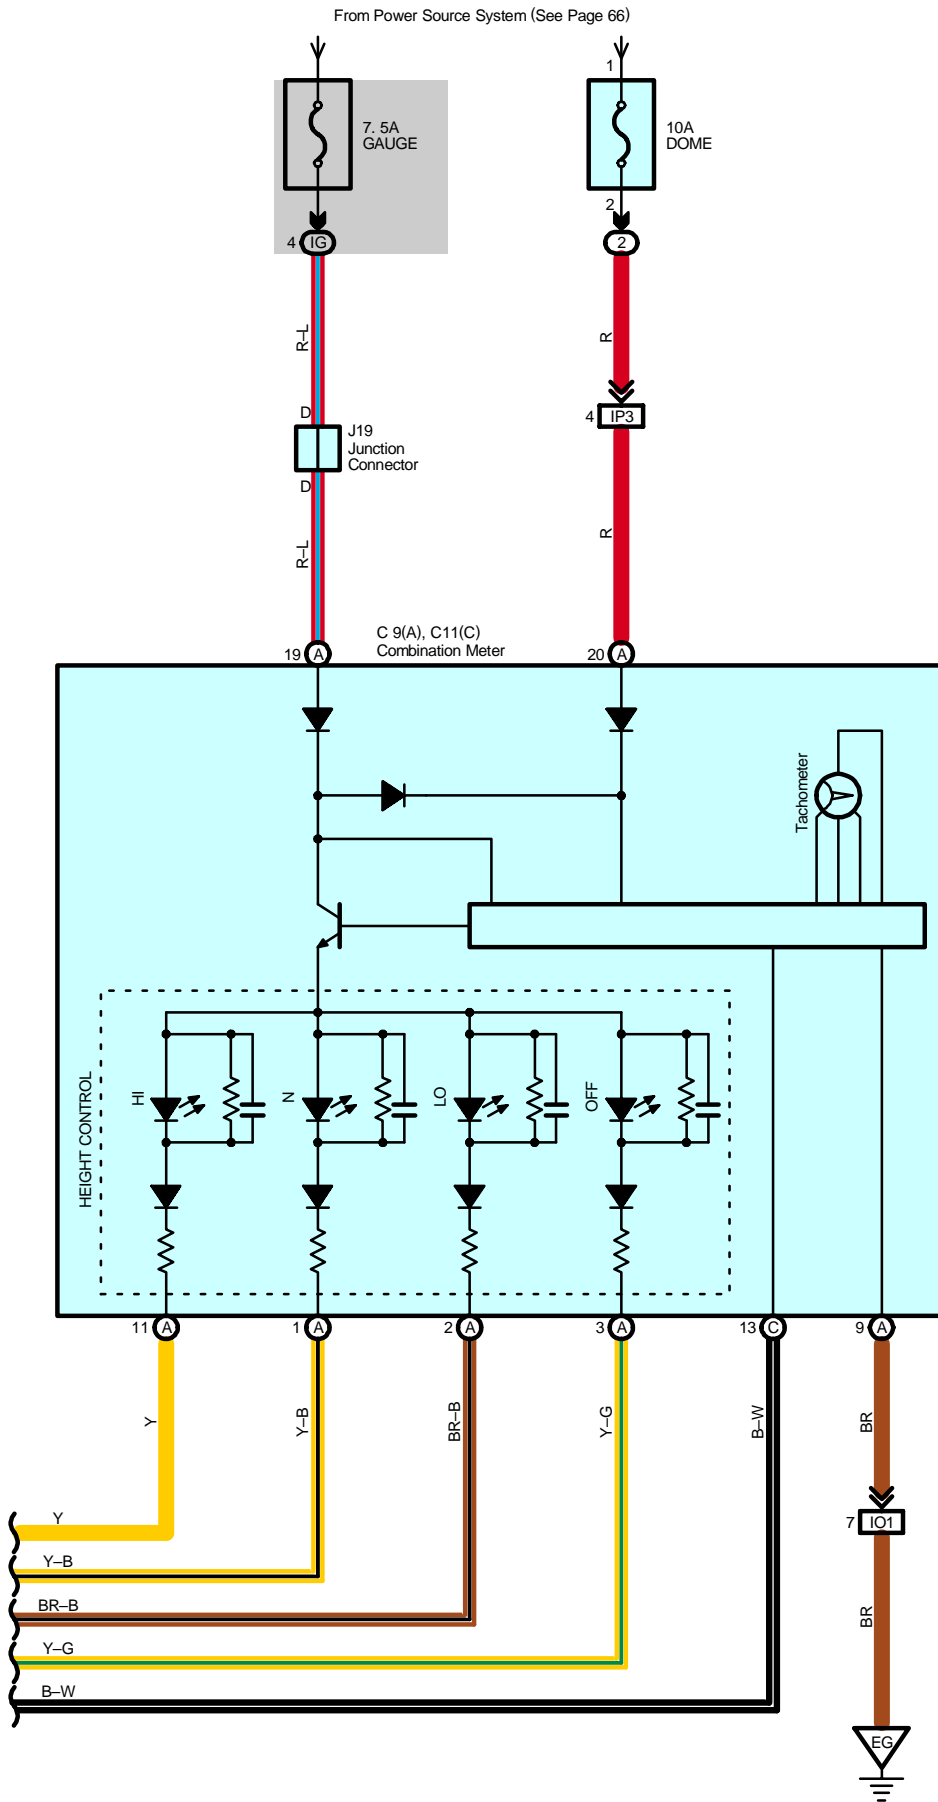 From Power Source System (See Page 66)
1
7. 5A
GAUGE
10A
DOME
2
4 IG
2
R–L
R
D
4 IP3
J19
Junction
Connector
D
R–L
R
C 9(A), C11(C)
Combination Meter
19 A
20 A
Tachometer
HEIGHT CONTROL
HI
N
LO
OFF
11 A
1 A
2 A
3 A
13 C
9 A
Y
Y–B
BR–B
Y–G
B–W
BR
Y
7 IO1
Y–B
BR–B
BR
Y–G
B–W
EG